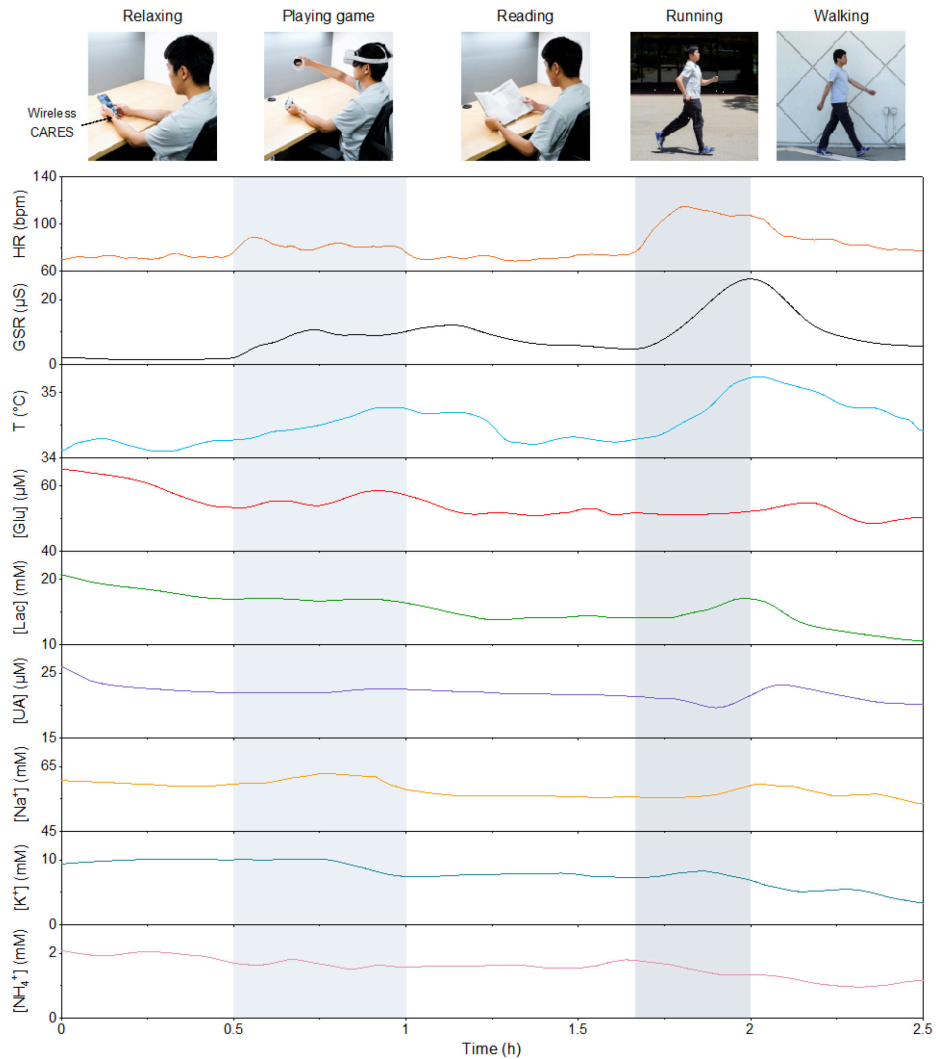 Relaxing
Playing game
Reading
Running
Walking
Wireless
CARES
HR (bpm)
140
100
60
GSR (µS)
20
0
T (°C)
35
34
[Glu] (µM)
60
40
[Lac] (mM)
20
10
[UA] (µM)
25
15
[Na⁺] (mM)
65
45
[K⁺] (mM)
10
0
[NH₄⁺] (mM)
2
0
0 0.5 1 1.5 2 2.5
Time (h)